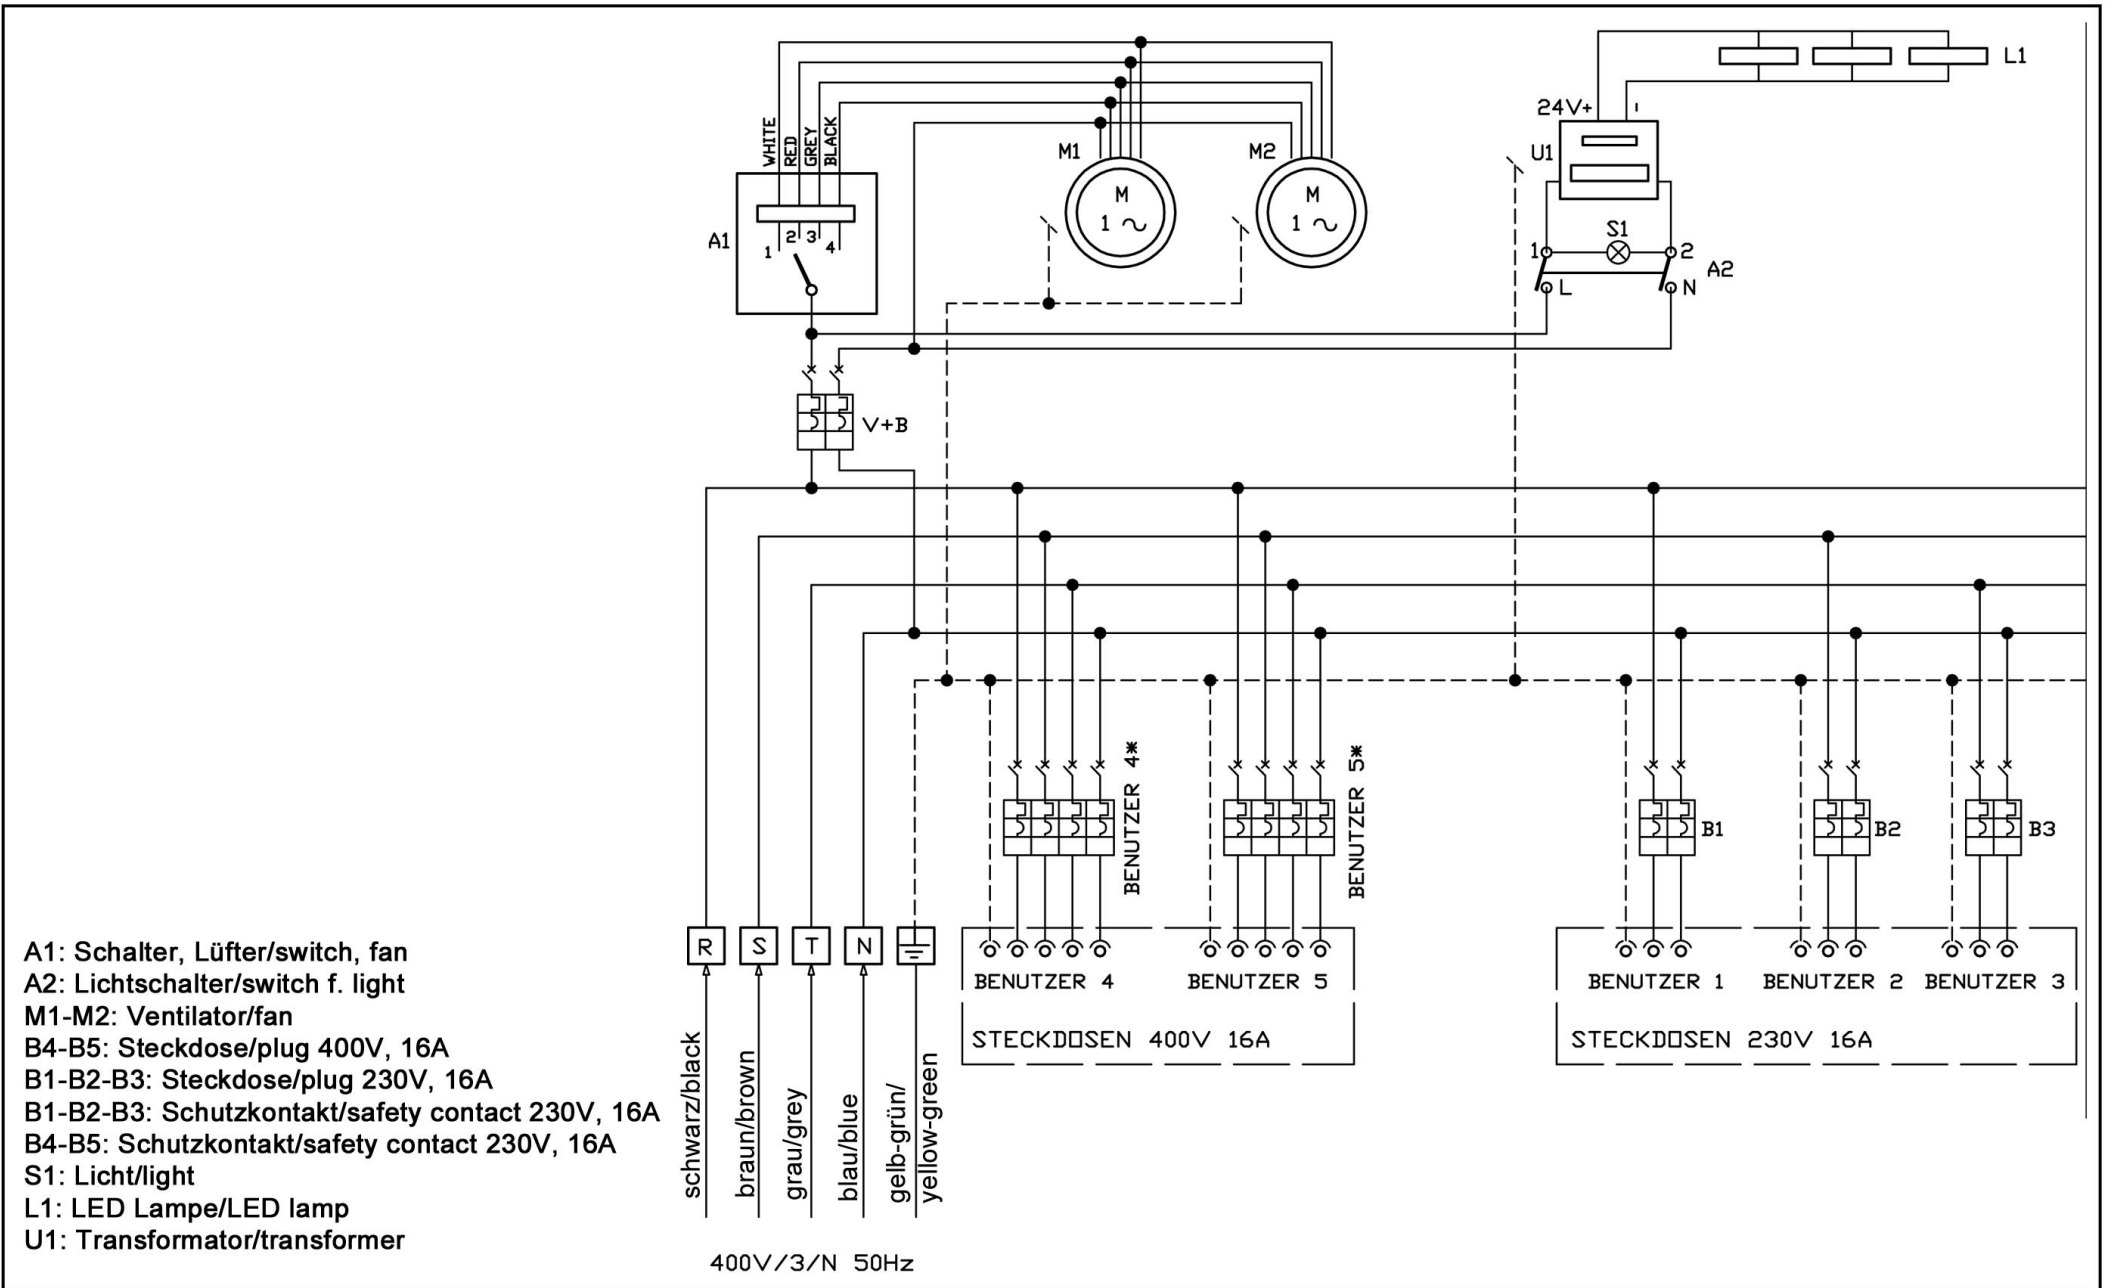 L1
24V+
-
WHITE
RED
GREY
BLACK
M1
M2
U1
M
1 ~
M
1 ~
A1
1
2
3
4
S1
1
2
A2
L
N
V+B
BENUTZER 4*
BENUTZER 5*
B1
B2
B3
R
S
T
N
BENUTZER 4
BENUTZER 5
BENUTZER 1
BENUTZER 2
BENUTZER 3
STECKDOSEN 400V 16A
STECKDOSEN 230V 16A
A1: Schalter, Lüfter/switch, fan
A2: Lichtschalter/switch f. light
M1-M2: Ventilator/fan
B4-B5: Steckdose/plug 400V, 16A
B1-B2-B3: Steckdose/plug 230V, 16A
B1-B2-B3: Schutzkontakt/safety contact 230V, 16A
B4-B5: Schutzkontakt/safety contact 230V, 16A
S1: Licht/light
L1: LED Lampe/LED lamp
U1: Transformator/transformer
schwarz/black
braun/brown
grau/grey
blau/blue
gelb-grün/
yellow-green
400V/3/N 50Hz